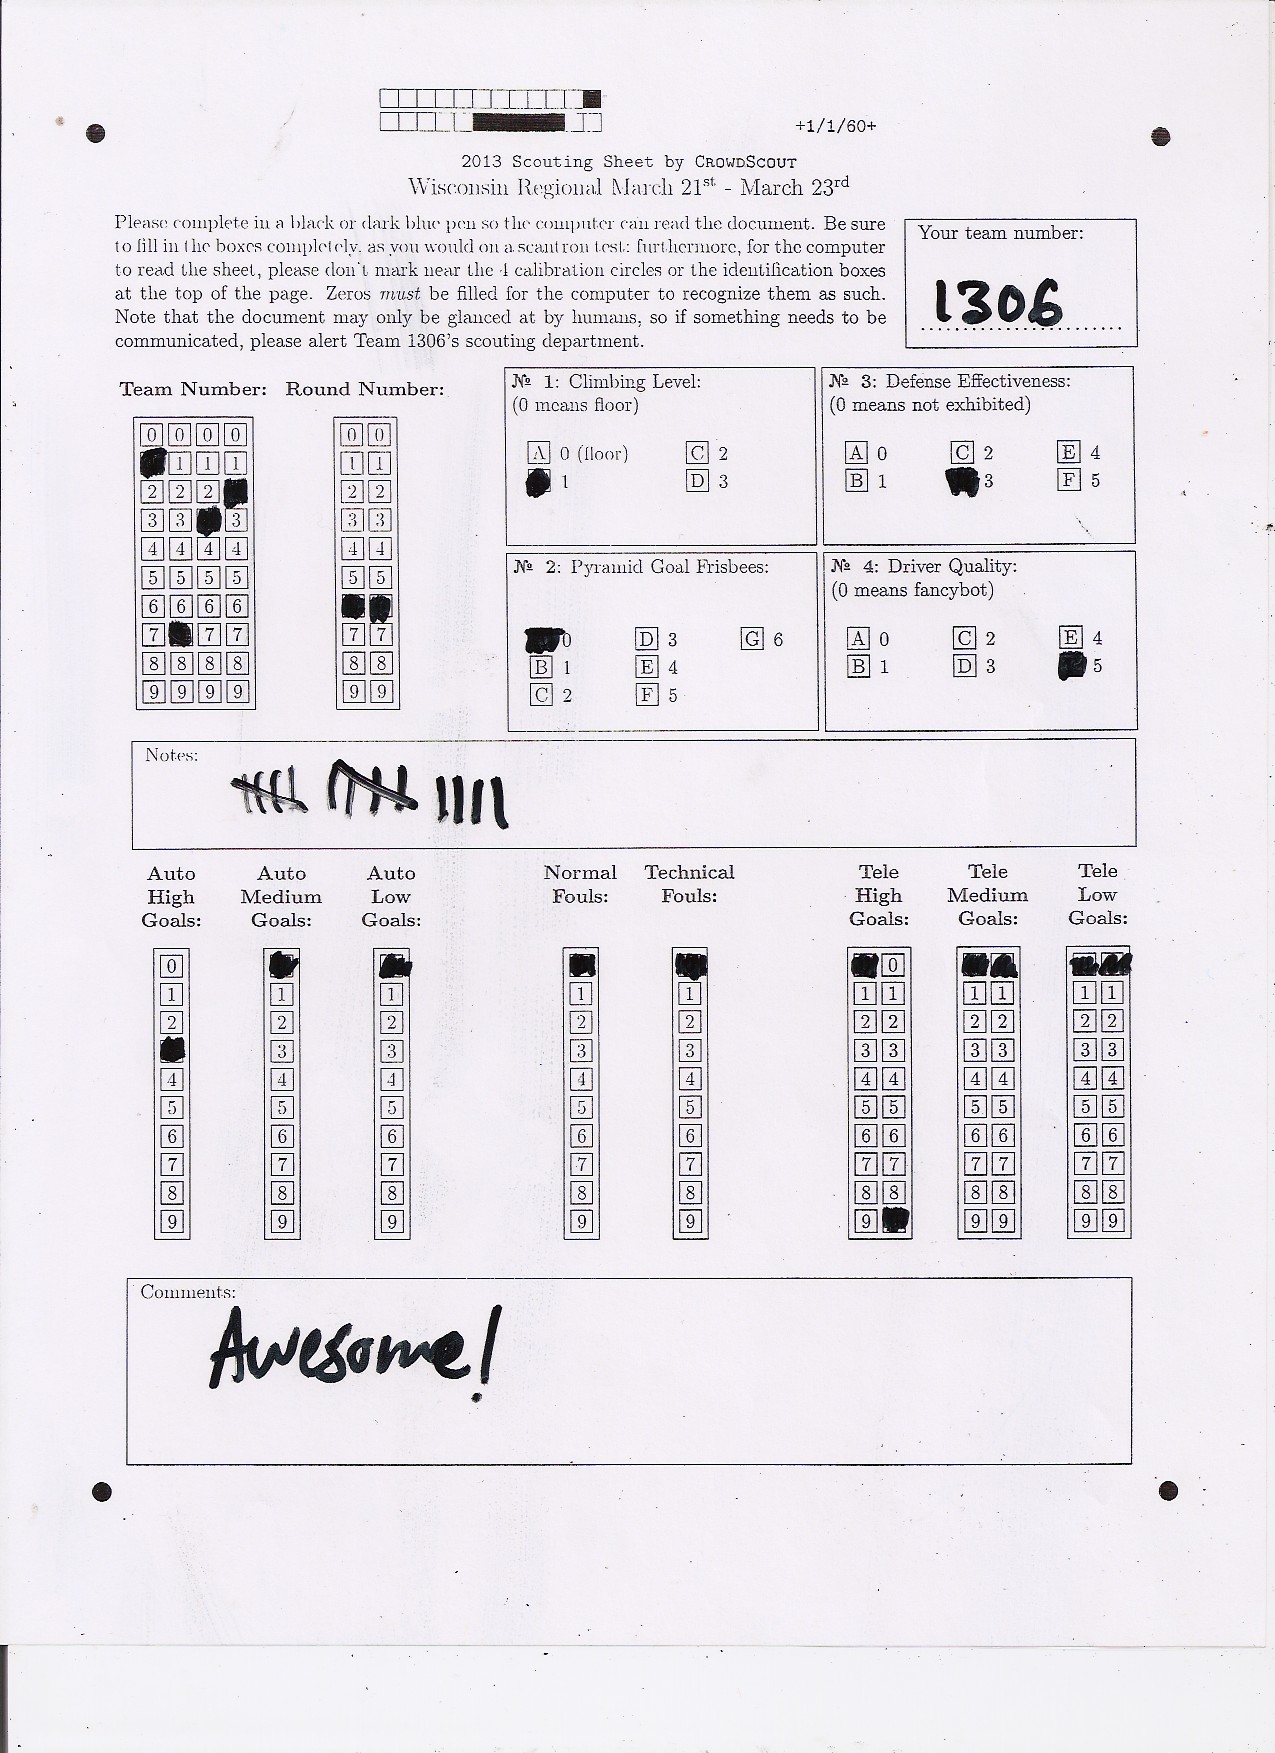 +1/1/60+
2013 Scouting Sheet by CROWDSCOUT
Wisconsin Regional March 21st - March 23rd
Please complete in a black or dark blue pen so the computer can read the document. Be sure
to fill in the boxes completely, as you would on a scantron test; furthermore, for the computer
to read the sheet, please don't mark near the 4 calibration circles or the identification boxes
at the top of the page. Zeros must be filled for the computer to recognize them as such.
Note that the document may only be glanced at by humans, so if something needs to be
communicated, please alert Team 1306's scouting department.
Your team number:
1306
Team Number: Round Number:
0 0 0 0 0 0
1 1 1 1 1
2 2 2 2 2
3 3 3 3 3
4 4 4 4 4 4
5 5 5 5 5 5
6 6 6 6
7 7 7 7 7
8 8 8 8 8 8
9 9 9 9 9 9
№ 1: Climbing Level:
(0 means floor)
A 0 (floor) C 2
1 D 3
№ 3: Defense Effectiveness:
(0 means not exhibited)
A 0 C 2 E 4
B 1 3 F 5
№ 2: Pyramid Goal Frisbees:
0 D 3 G 6
B 1 E 4
C 2 F 5
№ 4: Driver Quality:
(0 means fancybot)
A 0 C 2 E 4
B 1 D 3 5
Notes:
Auto Auto Auto Normal Technical Tele Tele Tele
High Medium Low Fouls: Fouls: High Medium Low
Goals: Goals: Goals: Goals: Goals: Goals:
0 0
1 1 1 1 1 1 1 1 1 1 1
2 2 2 2 2 2 2 2 2 2 2
3 3 3 3 3 3 3 3 3 3
4 4 4 4 4 4 4 4 4 4 4
5 5 5 5 5 5 5 5 5 5 5
6 6 6 6 6 6 6 6 6 6 6
7 7 7 7 7 7 7 7 7 7 7
8 8 8 8 8 8 8 8 8 8 8
9 9 9 9 9 9 9 9 9 9
Comments:
Awesome!